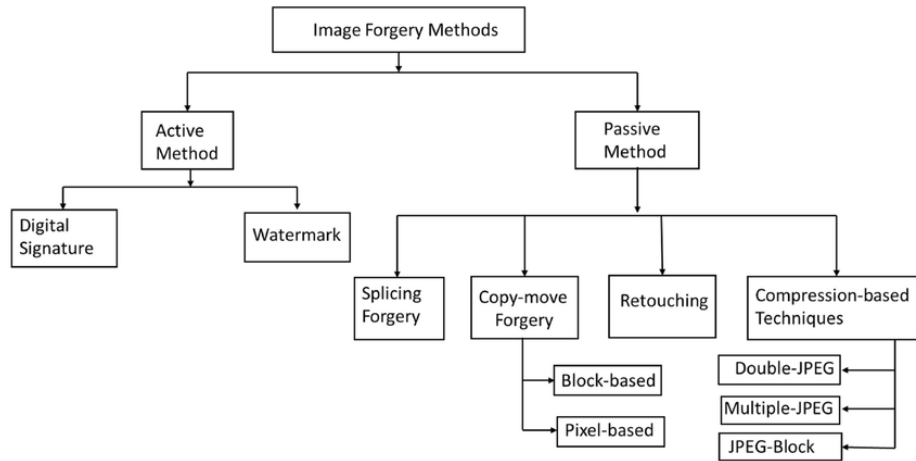 Image Forgery Methods
Active
Method
Passive
Method
Digital
Signature
Watermark
Splicing
Forgery
Copy-move
Forgery
Retouching
Compression-based
Techniques
Block-based
Pixel-based
Double-JPEG
Multiple-JPEG
JPEG-Block